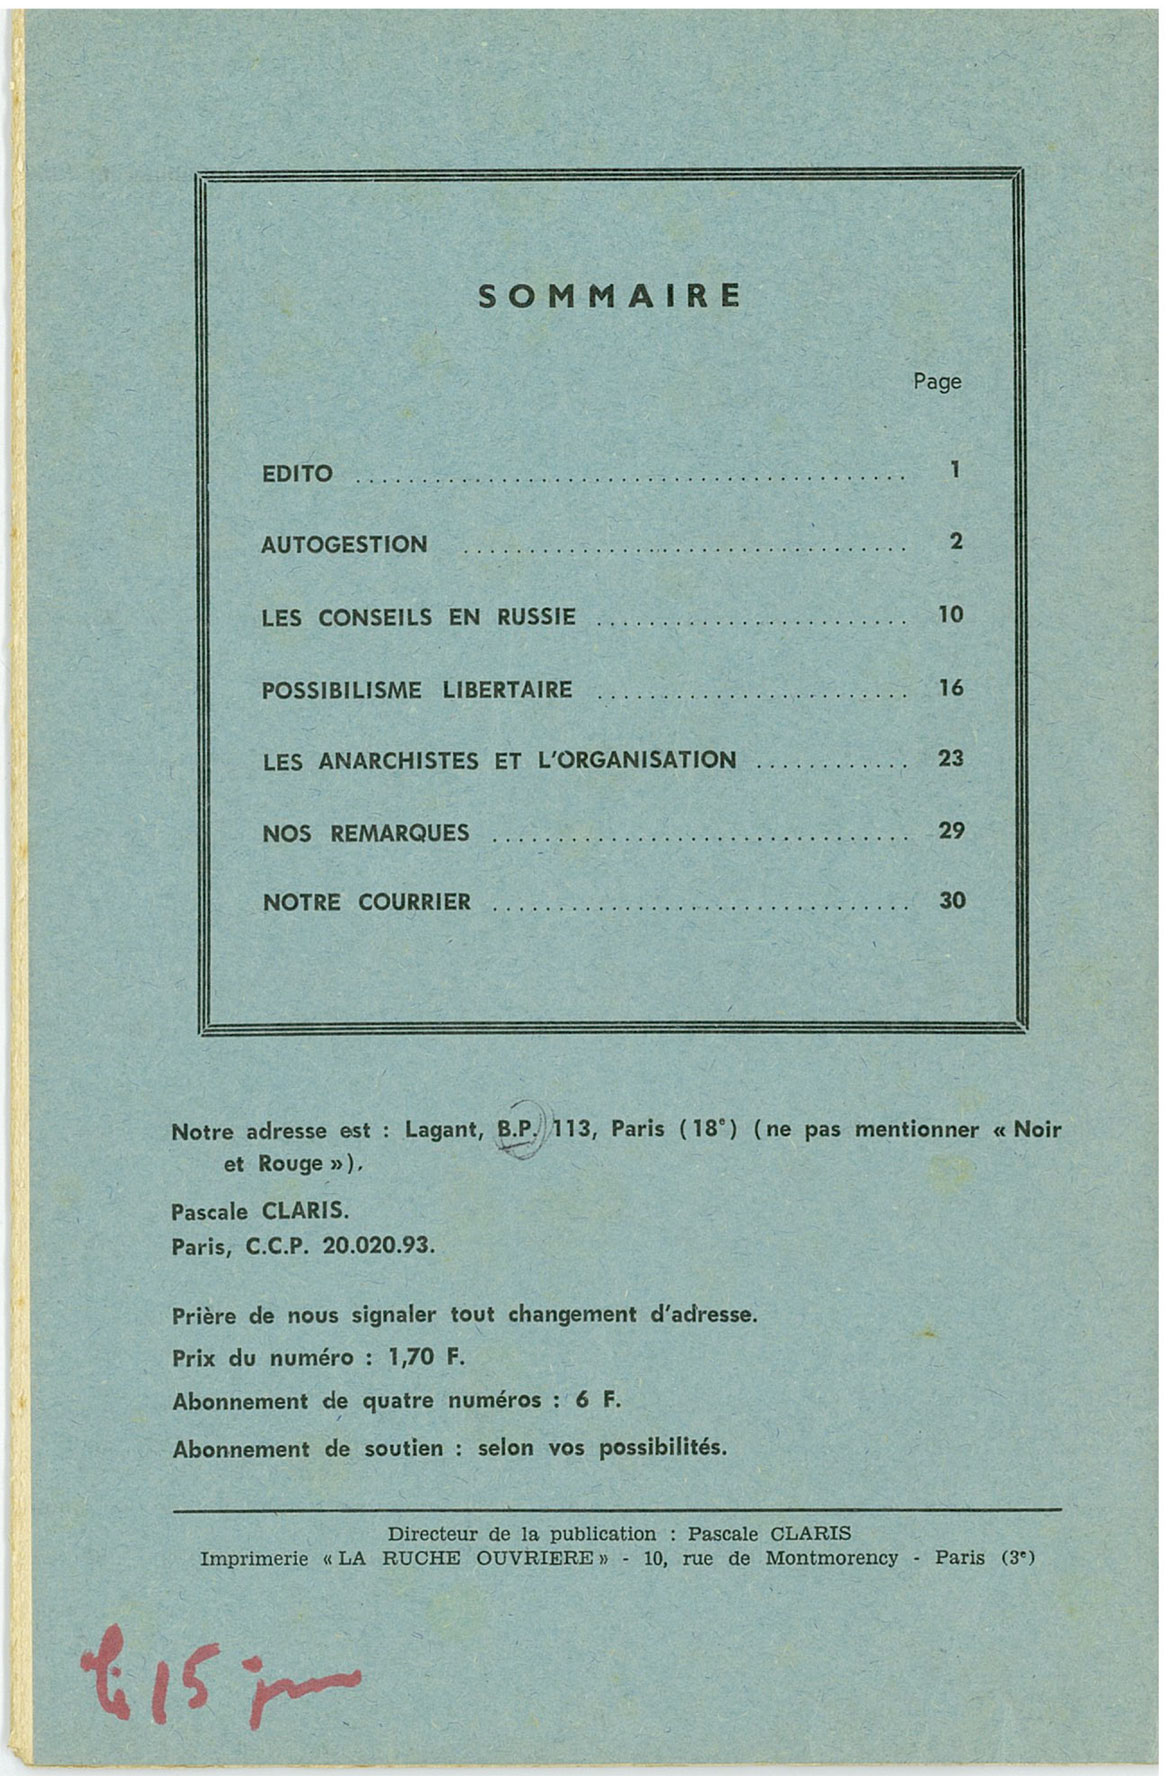 SOMMAIRE
Page
EDITO ........................................ 1
AUTOGESTION ................................ 2
LES CONSEILS EN RUSSIE ........................ 10
POSSIBILISME LIBERTAIRE ........................ 16
LES ANARCHISTES ET L'ORGANISATION ............ 23
NOS REMARQUES ................................ 29
NOTRE COURRIER ................................ 30
Notre adresse est : Lagant, B.P. 113, Paris (18e) (ne pas mentionner « Noir
et Rouge »).
Pascale CLARIS.
Paris, C.C.P. 20.020.93.
Prière de nous signaler tout changement d'adresse.
Prix du numéro : 1,70 F.
Abonnement de quatre numéros : 6 F.
Abonnement de soutien : selon vos possibilités.
Directeur de la publication : Pascale CLARIS
Imprimerie « LA RUCHE OUVRIERE » - 10, rue de Montmorency - Paris (3e)
15